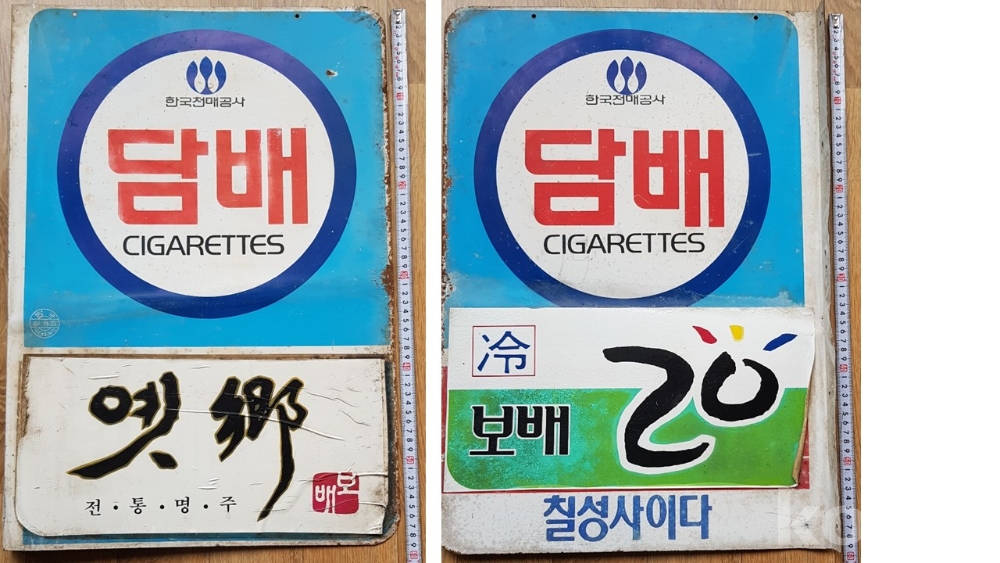 한국전매공사
담배
CIGARETTES
옛鄕
전·통·명·주
보배
한국전매공사
담배
CIGARETTES
冷
20
보배
칠성사이다